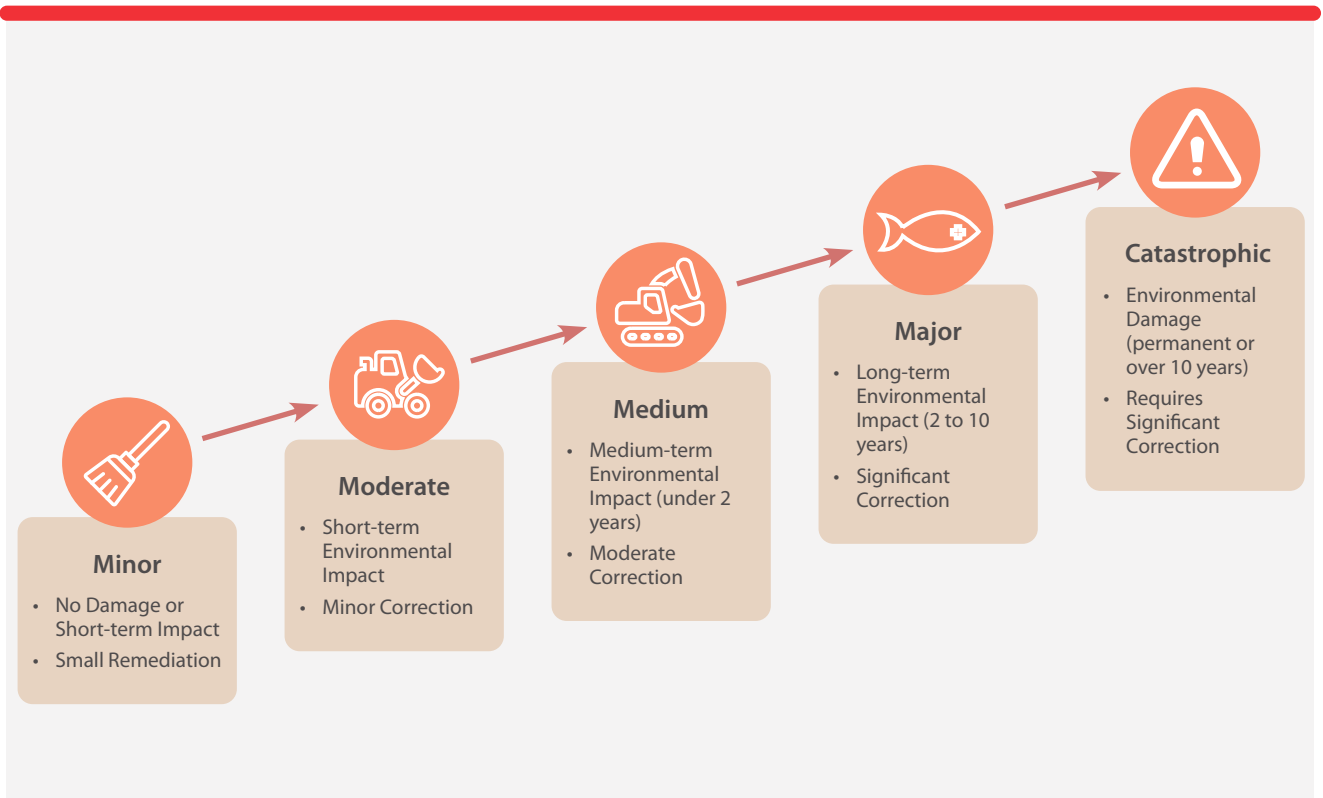 Minor
• No Damage or
Short-term Impact
• Small Remediation
Moderate
• Short-term
Environmental
Impact
• Minor Correction
Medium
• Medium-term
Environmental
Impact (under 2
years)
• Moderate
Correction
Major
• Long-term
Environmental
Impact (2 to 10
years)
• Significant
Correction
Catastrophic
• Environmental
Damage
(permanent or
over 10 years)
• Requires
Significant
Correction